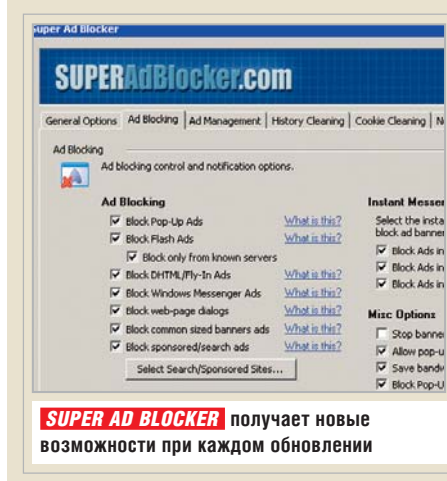 uper Ad Blocker
SUPERAdBlocker.com
General Options Ad Blocking Ad Management History Cleaning Cookie Cleaning N
Ad Blocking
Ad blocking control and notification options.
Ad Blocking
Block Pop-Up Ads What is this?
Block Flash Ads What is this?
Block only from known servers
Block DHTML/Fly-In Ads What is this?
Block Windows Messenger Ads What is this?
Block web-page dialogs What is this?
Block common sized banners ads What is this?
Block sponsored/search ads What is this?
Select Search/Sponsored Sites...
Instant Messen
Select the insta
block ad banner
Block Ads in
Block Ads in
Block Ads in
Misc Options
Stop banne
Allow pop-u
Save bandw
Block Pop-U
SUPER AD BLOCKER получает новые
возможности при каждом обновлении